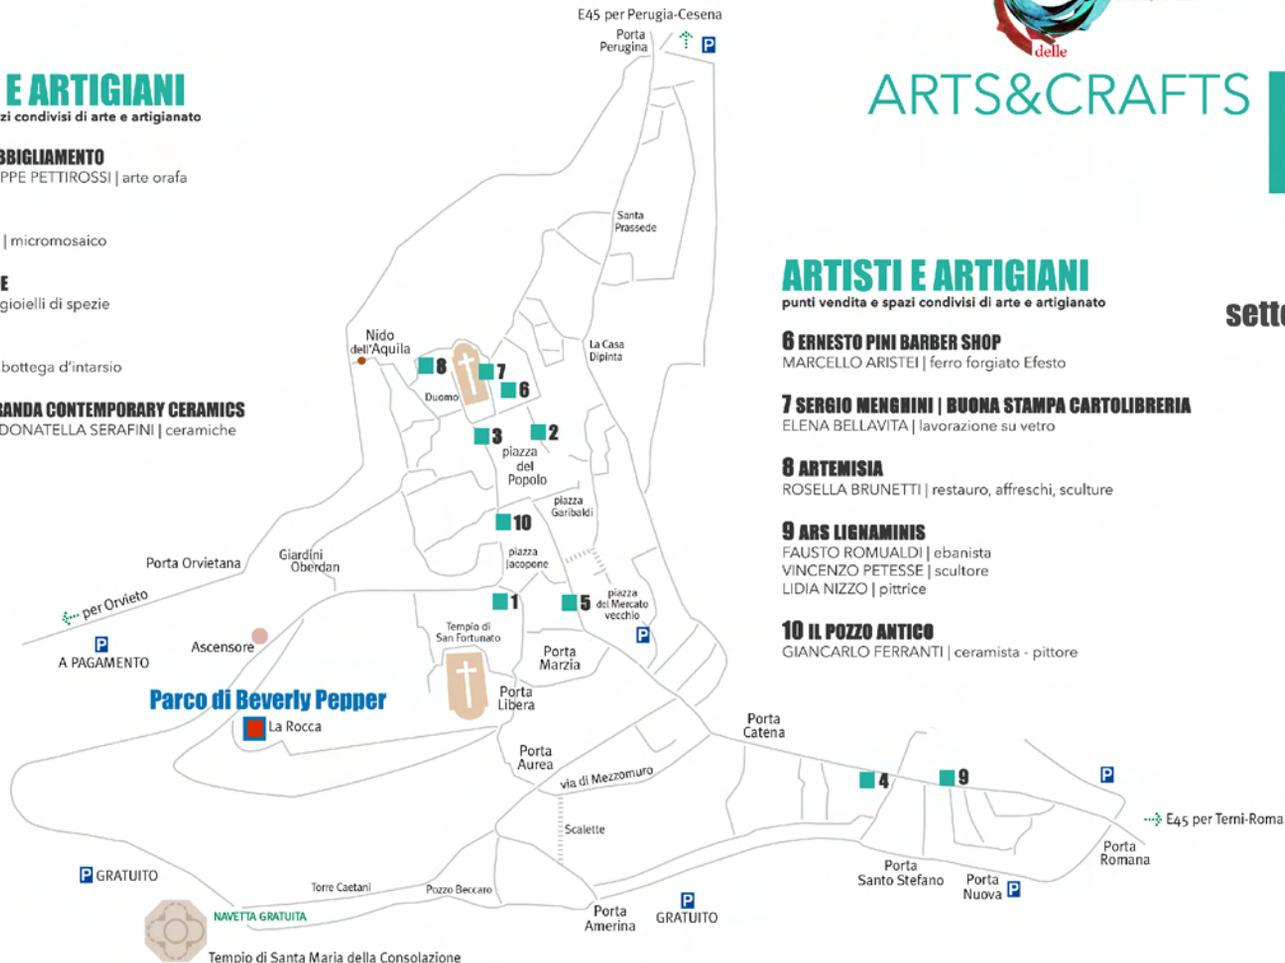 E45 per Perugia-Cesena
Porta
Perugina
P
delle
ARTS&CRAFTS
E ARTIGIANI
zi condivisi di arte e artigianato
BBIGLIAMENTO
PPE PETTIROSSI | arte orafa
| micromosaico
E
gioielli di spezie
bottega d'intarsio
RANDA CONTEMPORARY CERAMICS
DONATELLA SERAFINI | ceramiche
Santa
Prassede
Nido
dell'Aquila
La Casa
Dipinta
8
7
6
Duomo
3
2
piazza
del
Popolo
piazza
Garibaldi
10
piazza
Jacopone
Porta Orvietana
Giardini
Oberdan
per Orvieto
P
A PAGAMENTO
Ascensore
1
5
piazza
del Mercato
vecchio
P
Tempio di
San Fortunato
Porta
Marzia
Porta
Libera
Parco di Beverly Pepper
La Rocca
Porta
Aurea
via di Mezzomuro
Scalette
Porta
Catena
4
9
P
E45 per Terni-Roma
Porta
Romana
Porta
Santo Stefano
Porta
Nuova
P
P GRATUITO
Torre Caetani
Pozzo Beccaro
NAVETTA GRATUITA
Porta
Amerina
P
GRATUITO
Tempio di Santa Maria della Consolazione
ARTISTI E ARTIGIANI
punti vendita e spazi condivisi di arte e artigianato
6 ERNESTO PINI BARBER SHOP
MARCELLO ARISTEI | ferro forgiato Efesto
7 SERGIO MENGHINI | BUONA STAMPA CARTOLIBRERIA
ELENA BELLAVITA | lavorazione su vetro
8 ARTEMISIA
ROSELLA BRUNETTI | restauro, affreschi, sculture
9 ARS LIGNAMINIS
FAUSTO ROMUALDI | ebanista
VINCENZO PETESSE | scultore
LIDIA NIZZO | pittrice
10 IL POZZO ANTICO
GIANCARLO FERRANTI | ceramista - pittore
sette